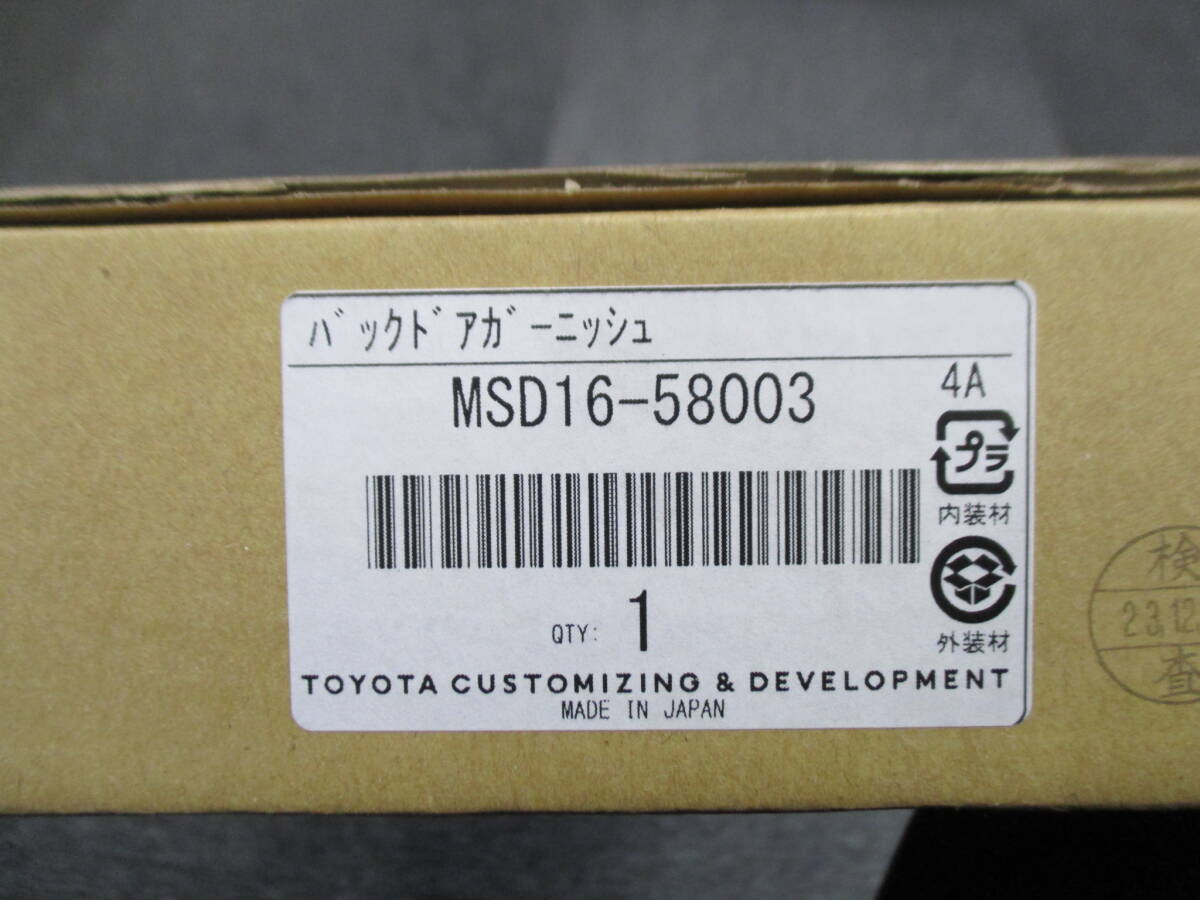 ﾊﾞｯｸﾄﾞｱｶﾞｰﾆｯｼｭ
MSD16-58003
4A
プラ
内装材
QTY: 1
外装材
TOYOTA CUSTOMIZING & DEVELOPMENT
MADE IN JAPAN
検
23.12
査